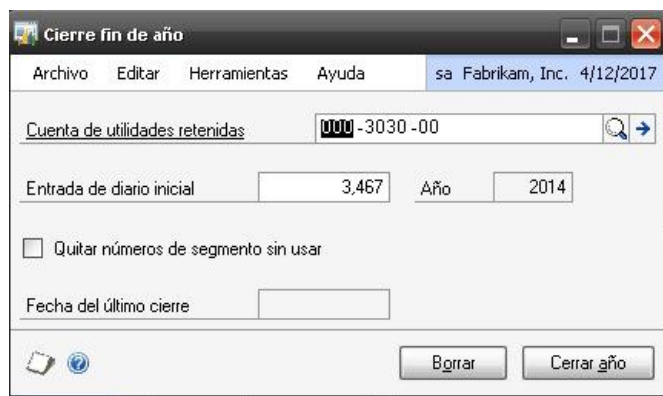 Cierre fin de año
Archivo Editar Herramientas Ayuda sa Fabrikam, Inc. 4/12/2017
Cuenta de utilidades retenidas 000-3030-00
Entrada de diario inicial 3,467 Año 2014
Quitar números de segmento sin usar
Fecha del último cierre
Borrar Cerrar año